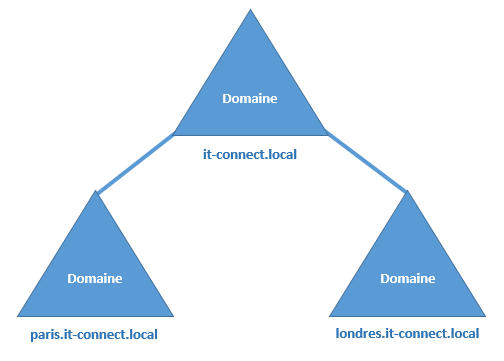 Domaine
it-connect.local
Domaine
Domaine
paris.it-connect.local
londres.it-connect.local